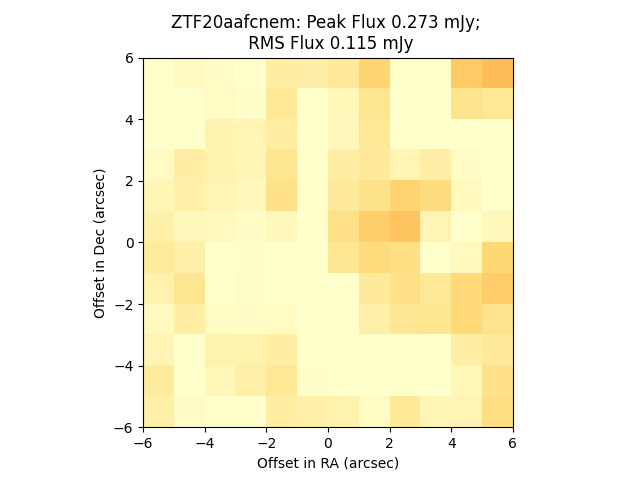 ZTF20aafcnem: Peak Flux 0.273 mJy;
RMS Flux 0.115 mJy
6
4
2
0
−2
−4
−6
Offset in Dec (arcsec)
−6 −4 −2 0 2 4 6
Offset in RA (arcsec)